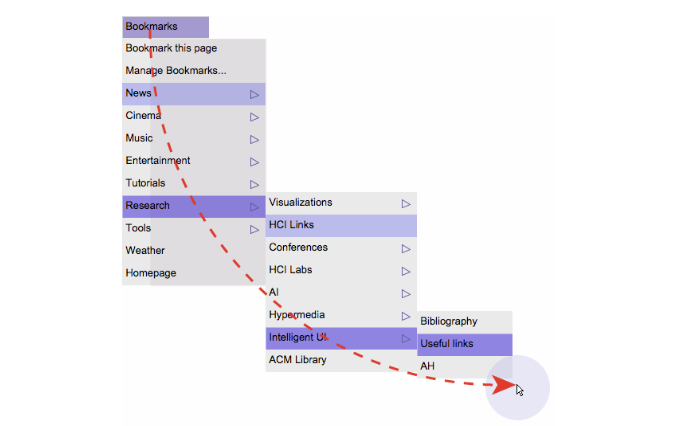 Bookmarks
Bookmark this page
Manage Bookmarks...
News
Cinema
Music
Entertainment
Tutorials
Research
Tools
Weather
Homepage
Visualizations
HCI Links
Conferences
HCI Labs
AI
Hypermedia
Intelligent UI
ACM Library
Bibliography
Useful links
AH